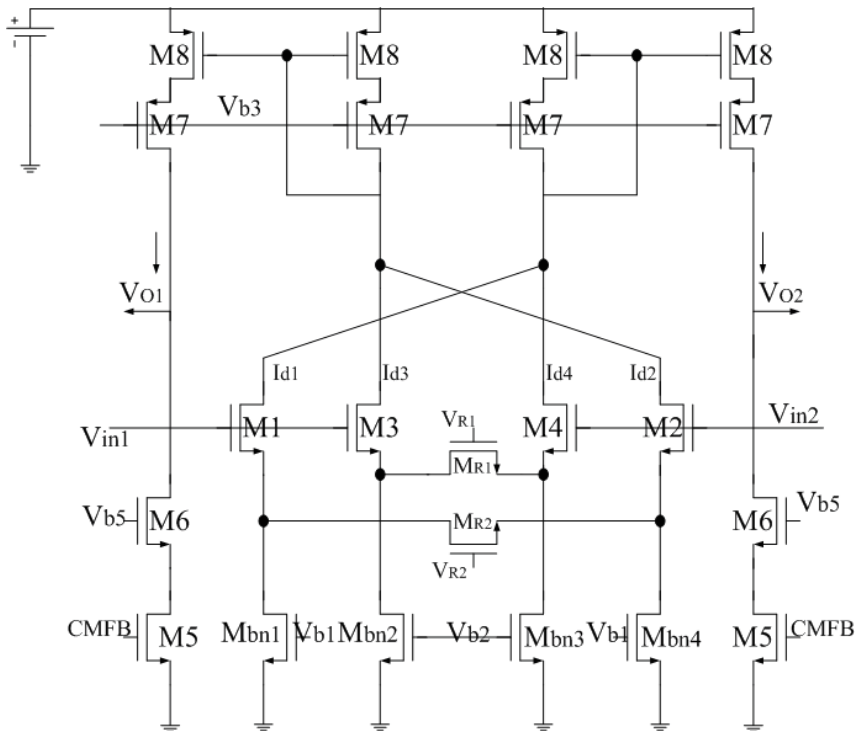 +
-
M8 M8 M8 M8
Vb3
M7 M7 M7 M7
VO1 VO2
Id1 Id3 Id4 Id2
Vin1 M1 M3 VR1 M4 M2 Vin2
MR1
Vb5 M6 MR2 M6 Vb5
VR2
CMFB M5 Mbn1 Vb1 Mbn2 Vb2 Mbn3 Vb1 Mbn4 M5 CMFB